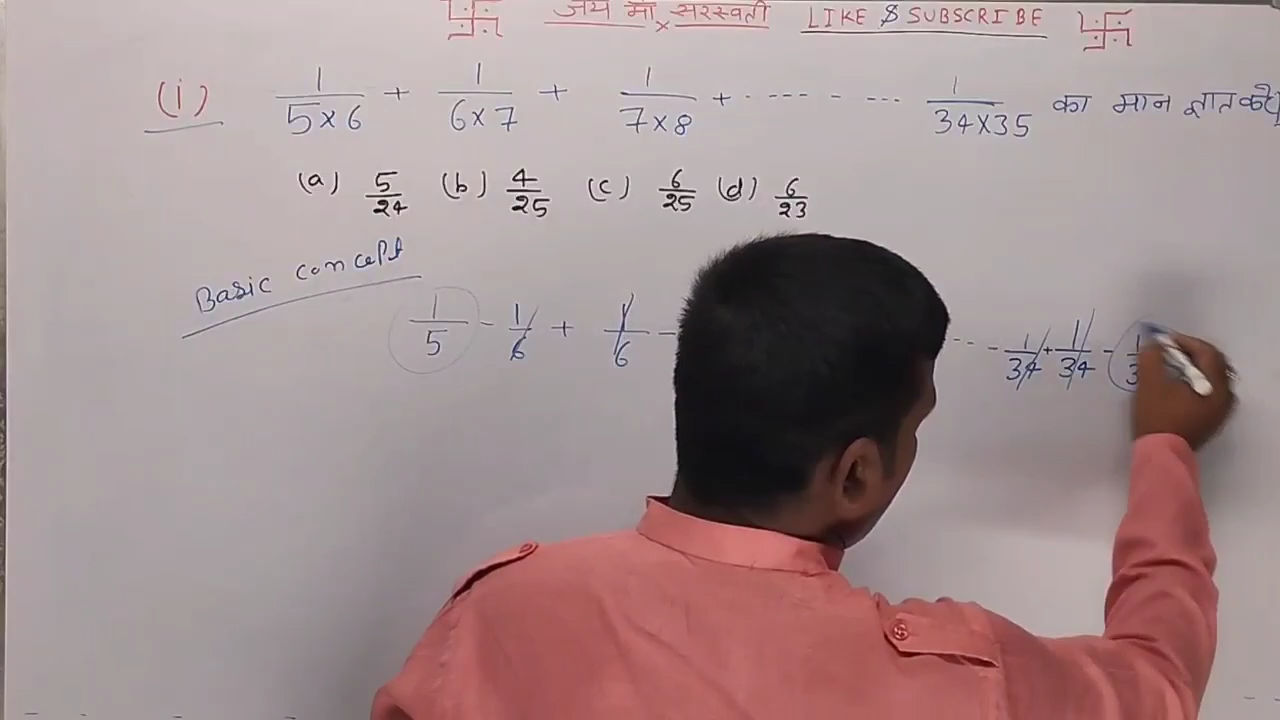 जय माँ सरस्वती LIKE & SUBSCRIBE
(i) 1/5×6 + 1/6×7 + 1/7×8 + ---- - --- 1/34×35 का मान ज्ञात करें
(a) 5/24 (b) 4/25 (c) 6/25 (d) 6/23
Basic concept
1/5 - 1/6 + 1/6 - -- - 1/34 + 1/34 -